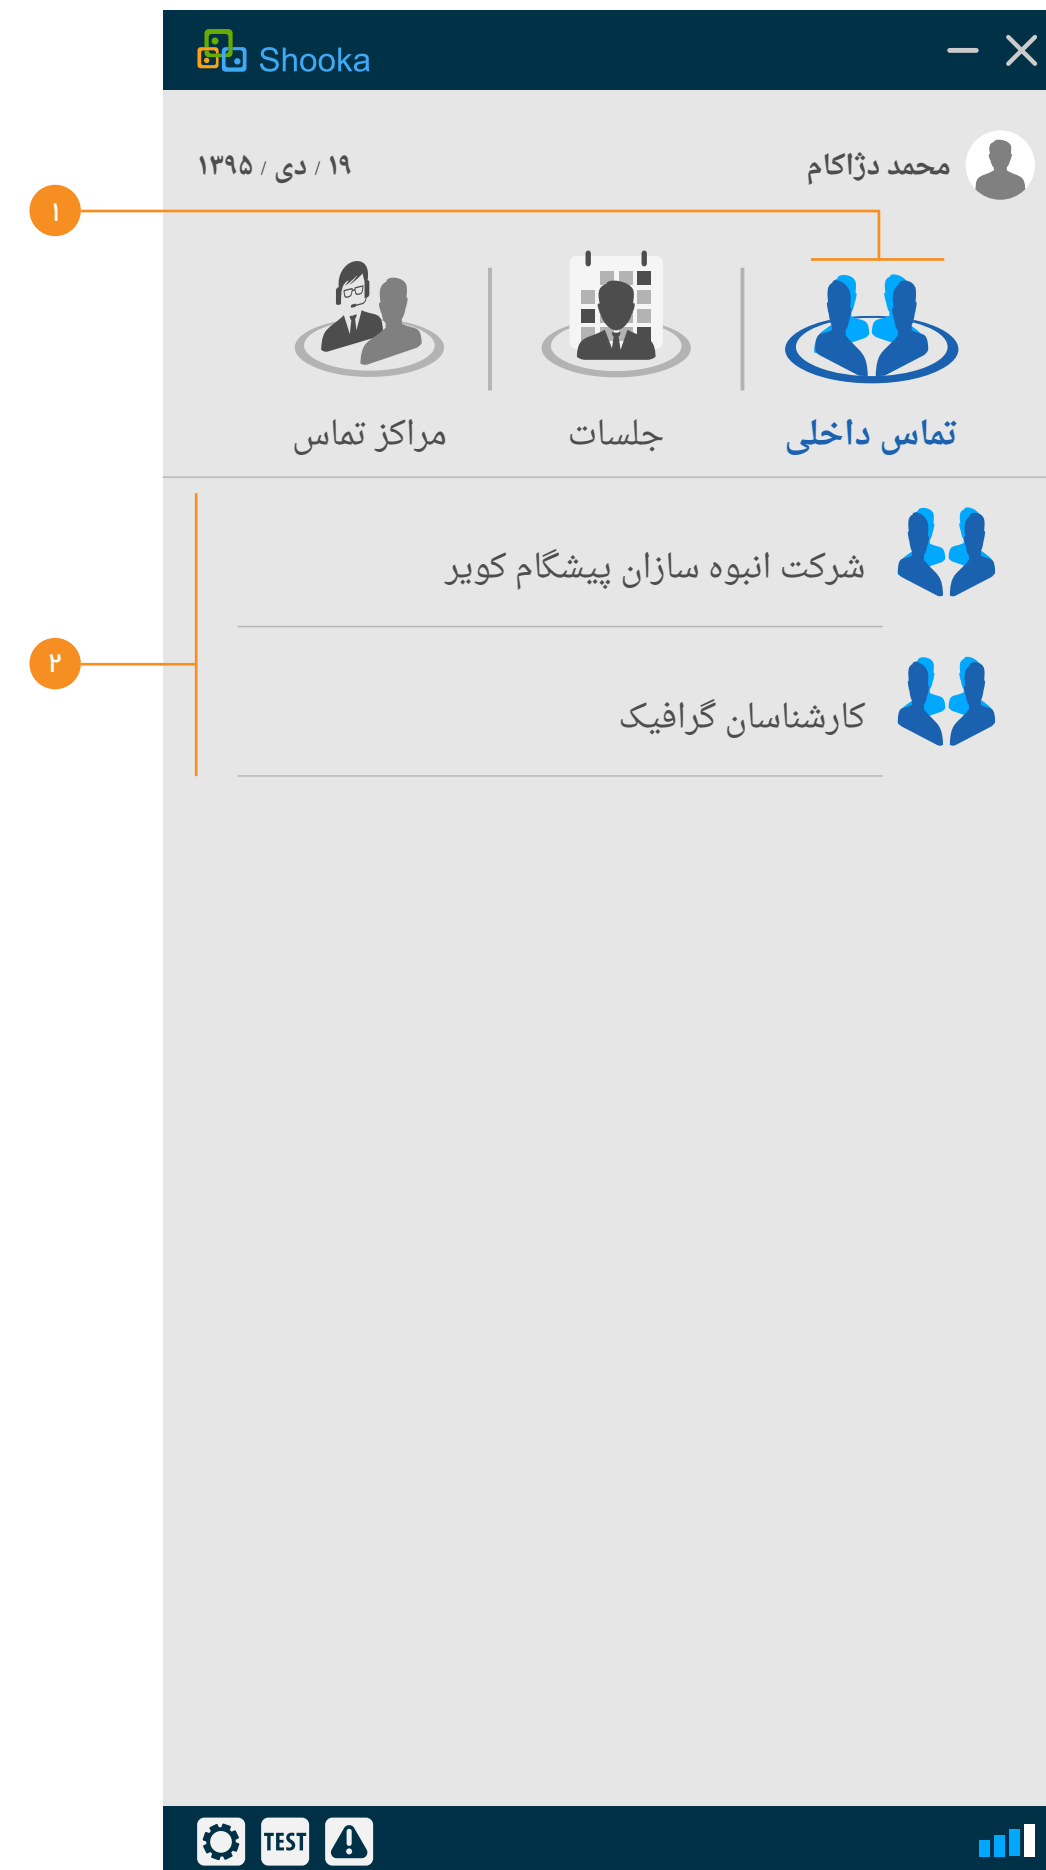 Shooka
محمد دژاکام
۱۹ / دی / ۱۳۹۵
۱
تماس داخلی
جلسات
مراکز تماس
شرکت انبوه سازان پیشگام کویر
۲
کارشناسان گرافیک
TEST